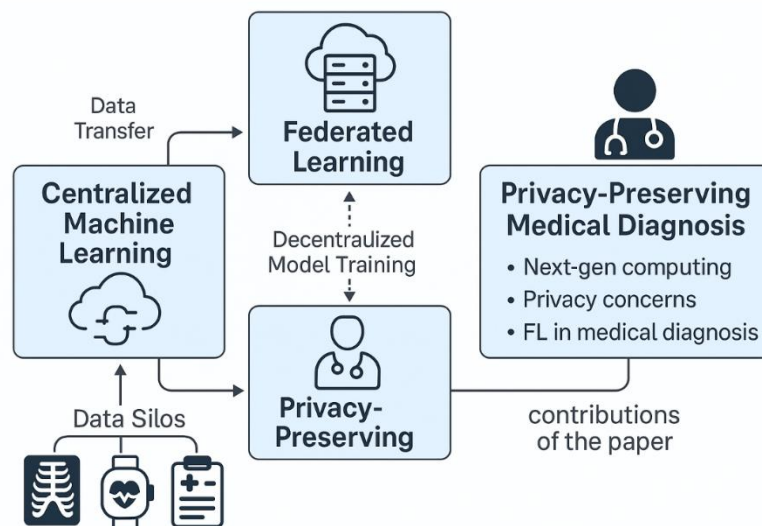 Data
Transfer
Federated
Learning
Centralized
Machine
Learning
Decentraulized
Model Training
Privacy-Preserving
Medical Diagnosis
• Next-gen computing
• Privacy concerns
• FL in medical diagnosis
Data Silos
Privacy-
Preserving
contributions
of the paper